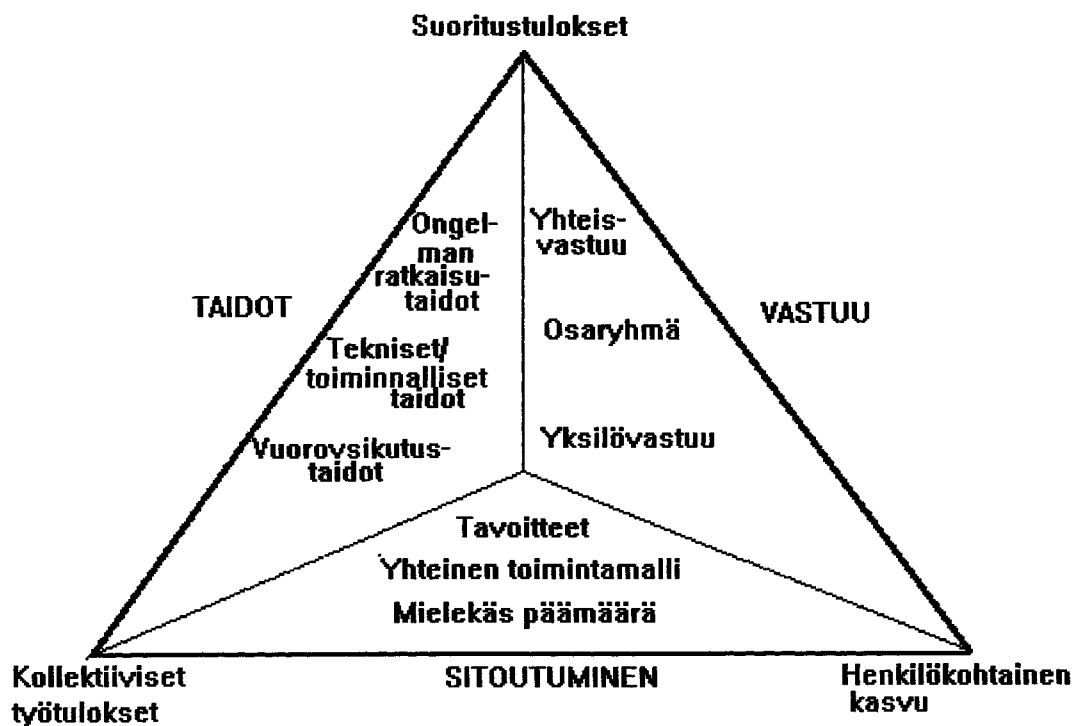 Suoritustulokset
Ongel-
man
ratkaisu-
taidot
Yhteis-
vastuu
TAIDOT
VASTUU
Osaryhmä
Tekniset/
toiminnalliset
taidot
Vuorovsikutus-
taidot
Yksilövastuu
Tavoitteet
Yhteinen toimintamalli
Mielekäs päämäärä
Kollektiiviset
työtulokset
SITOUTUMINEN
Henkilökohtainen
kasvu